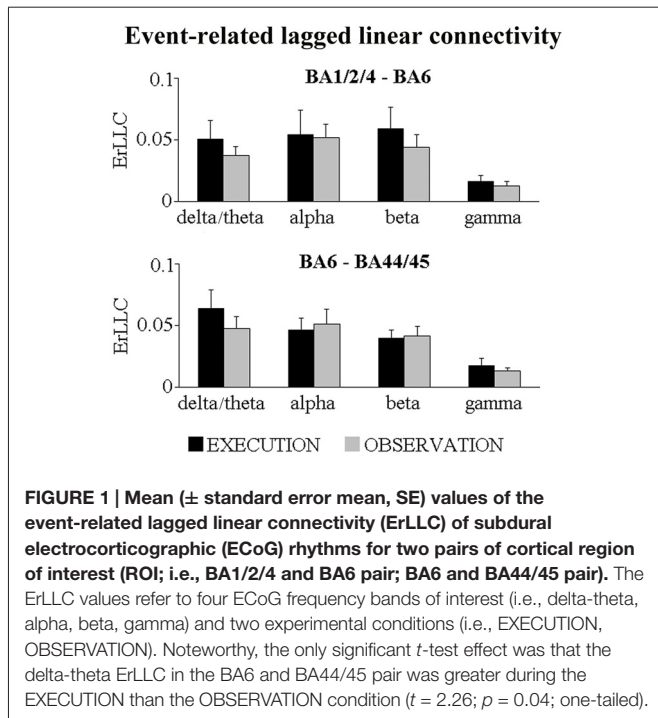 Event-related lagged linear connectivity
BA1/2/4 - BA6
0.1
0.05
0
ErLLC
delta/theta alpha beta gamma
BA6 - BA44/45
0.1
0.05
0
ErLLC
delta/theta alpha beta gamma
EXECUTION OBSERVATION
FIGURE 1 | Mean (± standard error mean, SE) values of the
event-related lagged linear connectivity (ErLLC) of subdural
electrocorticographic (ECoG) rhythms for two pairs of cortical region
of interest (ROI; i.e., BA1/2/4 and BA6 pair; BA6 and BA44/45 pair). The
ErLLC values refer to four ECoG frequency bands of interest (i.e., delta-theta,
alpha, beta, gamma) and two experimental conditions (i.e., EXECUTION,
OBSERVATION). Noteworthy, the only significant t-test effect was that the
delta-theta ErLLC in the BA6 and BA44/45 pair was greater during the
EXECUTION than the OBSERVATION condition (t = 2.26; p = 0.04; one-tailed).